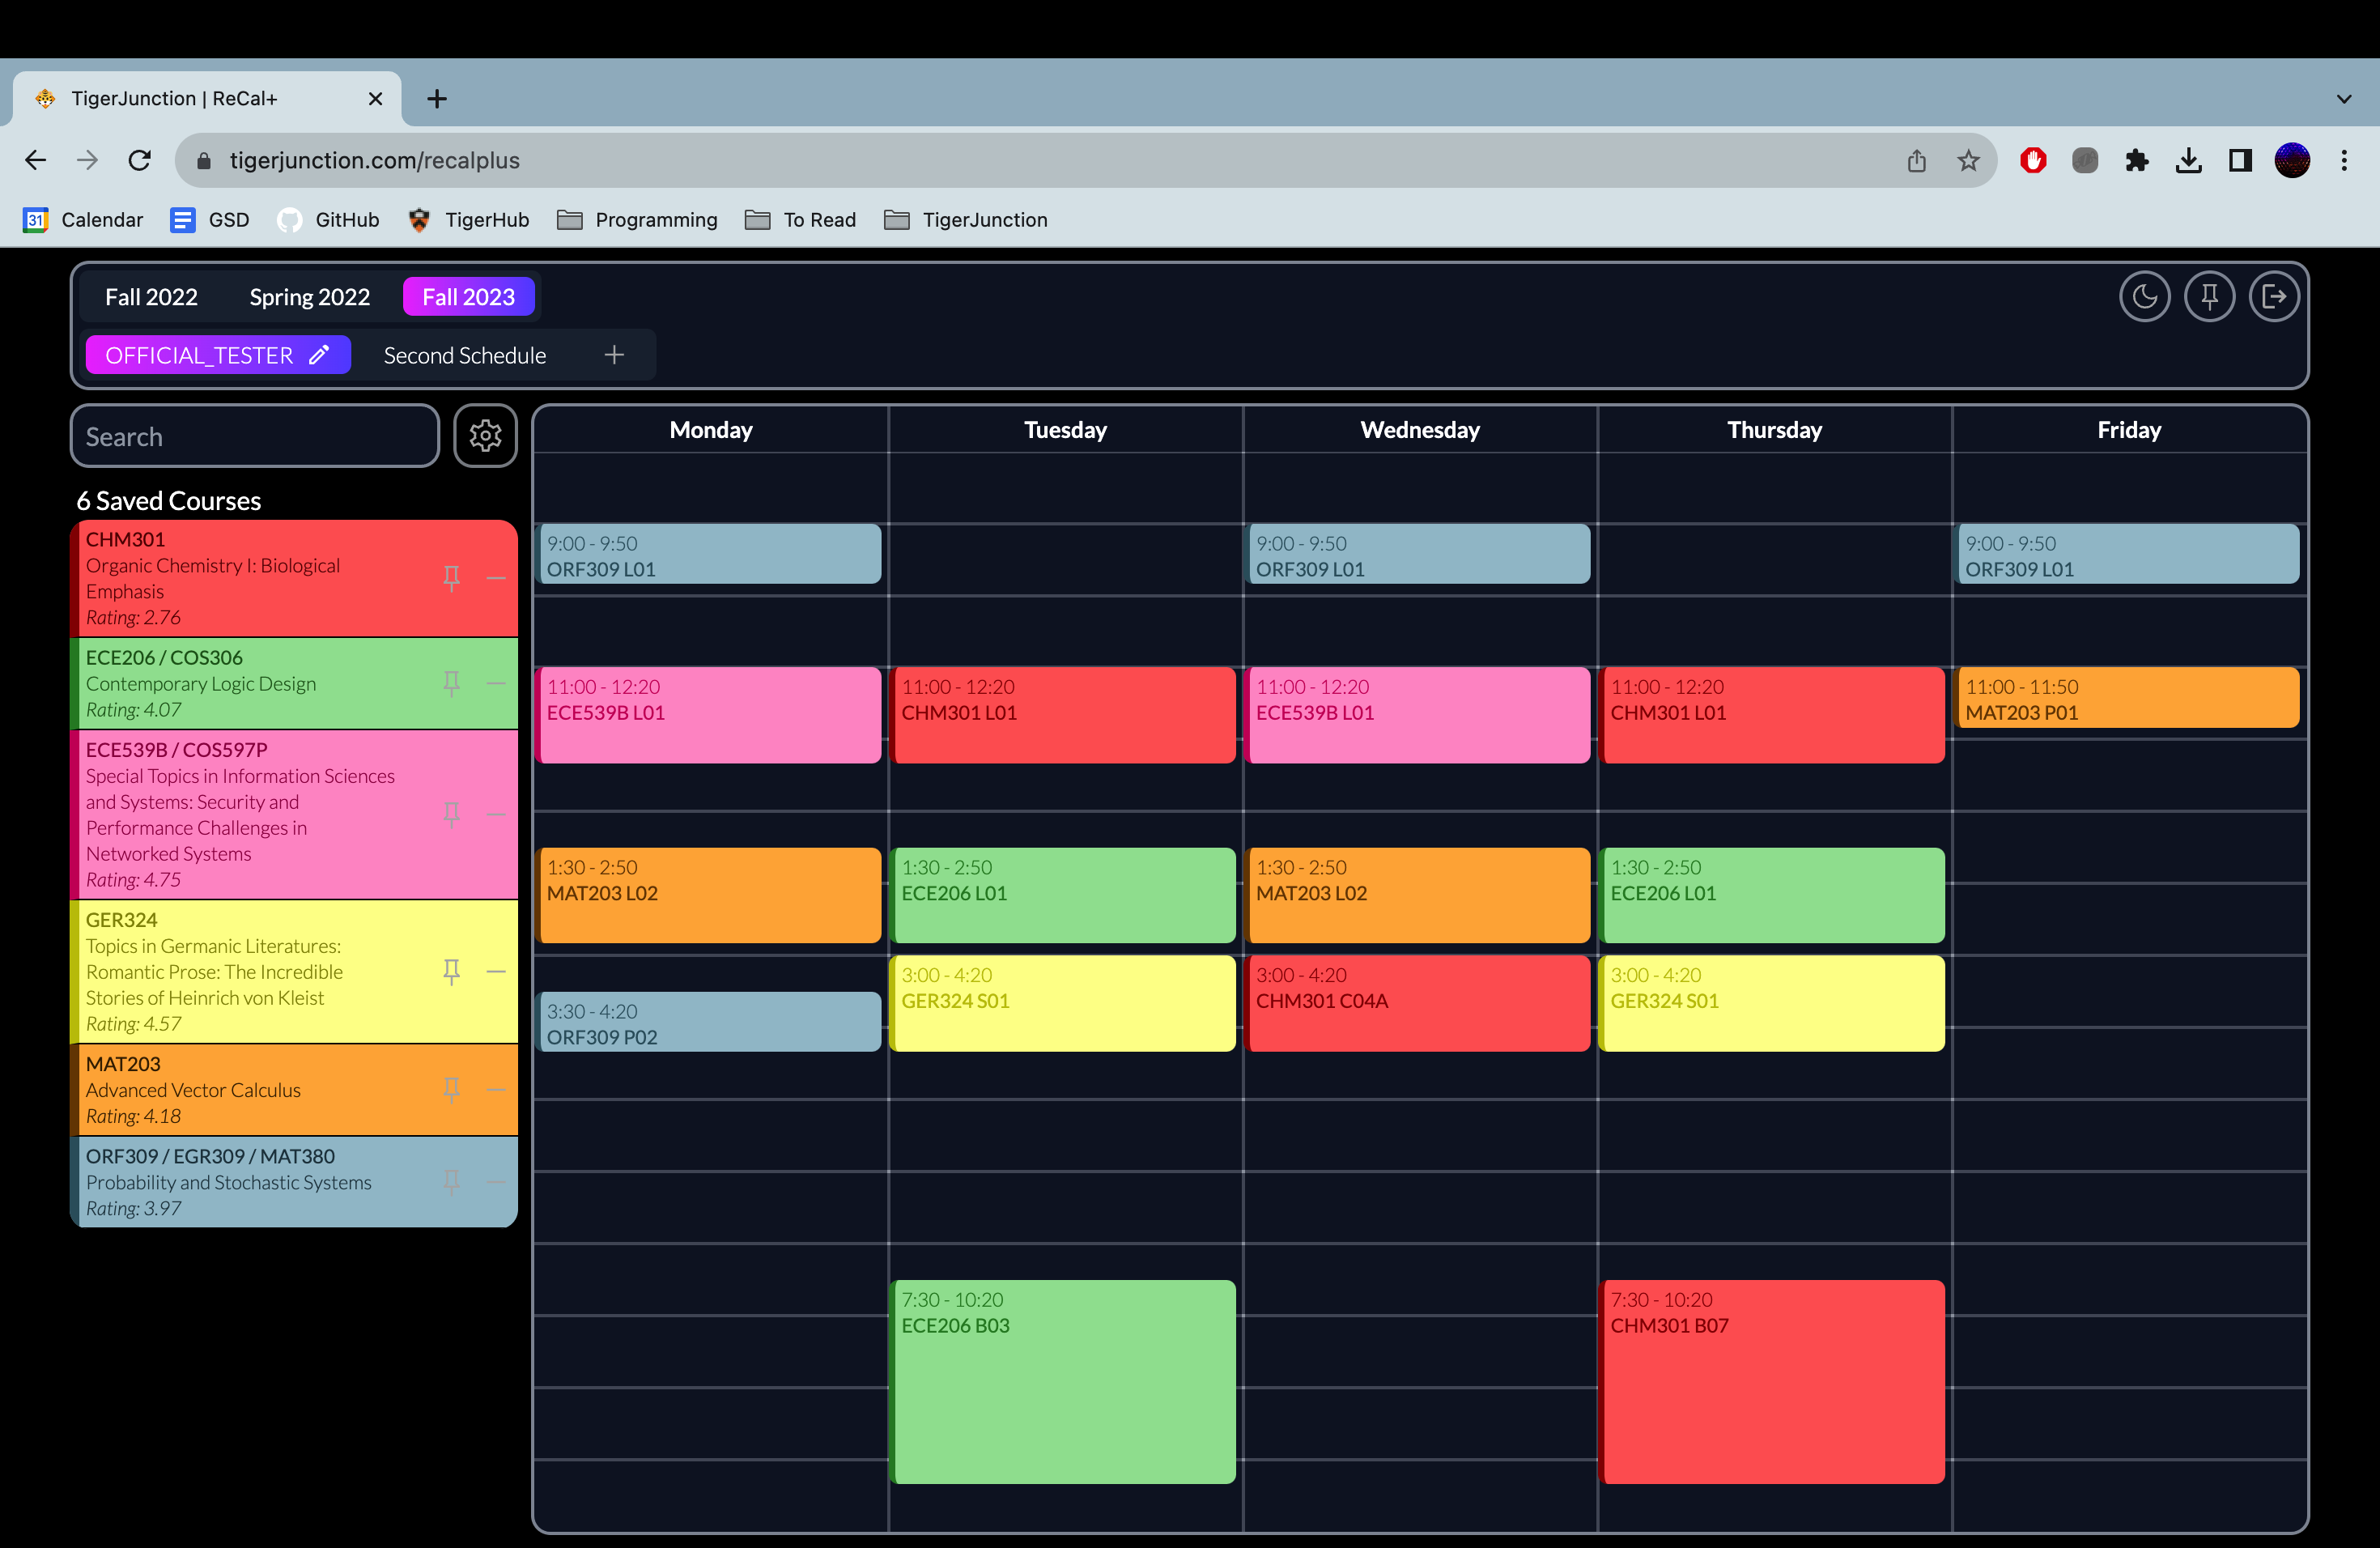 TigerJunction | ReCal+
tigerjunction.com/recalplus
31 Calendar GSD GitHub TigerHub Programming To Read TigerJunction
Fall 2022 Spring 2022 Fall 2023
OFFICIAL_TESTER Second Schedule
Search
6 Saved Courses
CHM301
Organic Chemistry I: Biological
Emphasis
Rating: 2.76
ECE206 / COS306
Contemporary Logic Design
Rating: 4.07
ECE539B / COS597P
Special Topics in Information Sciences
and Systems: Security and
Performance Challenges in
Networked Systems
Rating: 4.75
GER324
Topics in Germanic Literatures:
Romantic Prose: The Incredible
Stories of Heinrich von Kleist
Rating: 4.57
MAT203
Advanced Vector Calculus
Rating: 4.18
ORF309 / EGR309 / MAT380
Probability and Stochastic Systems
Rating: 3.97
Monday Tuesday Wednesday Thursday Friday
9:00 - 9:50 9:00 - 9:50 9:00 - 9:50
ORF309 L01 ORF309 L01 ORF309 L01
11:00 - 12:20 11:00 - 12:20 11:00 - 12:20 11:00 - 12:20 11:00 - 11:50
ECE539B L01 CHM301 L01 ECE539B L01 CHM301 L01 MAT203 P01
1:30 - 2:50 1:30 - 2:50 1:30 - 2:50 1:30 - 2:50
MAT203 L02 ECE206 L01 MAT203 L02 ECE206 L01
3:00 - 4:20 3:00 - 4:20 3:00 - 4:20
GER324 S01 CHM301 C04A GER324 S01
3:30 - 4:20
ORF309 P02
7:30 - 10:20 7:30 - 10:20
ECE206 B03 CHM301 B07